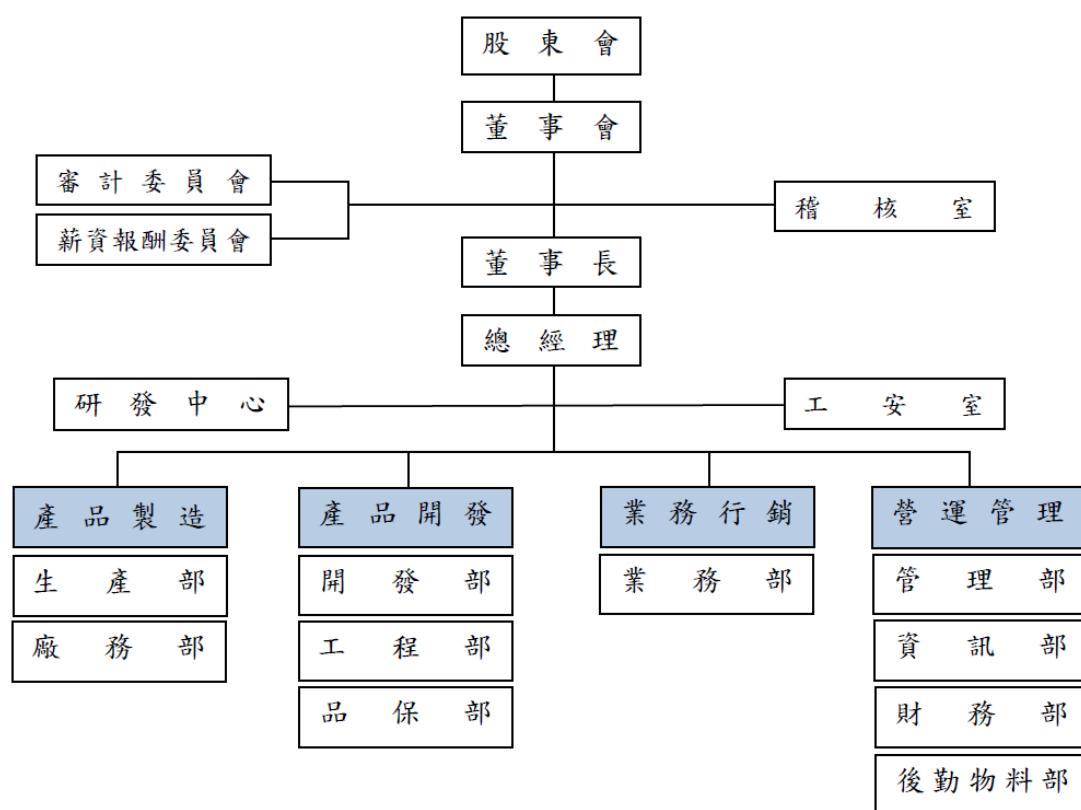 股東會
董事會
審計委員會
稽核室
薪資報酬委員會
董事長
總經理
研發中心
工安室
產品製造
產品開發
業務行銷
營運管理
生產部
開發部
業務部
管理部
廠務部
工程部
資訊部
品保部
財務部
後勤物料部